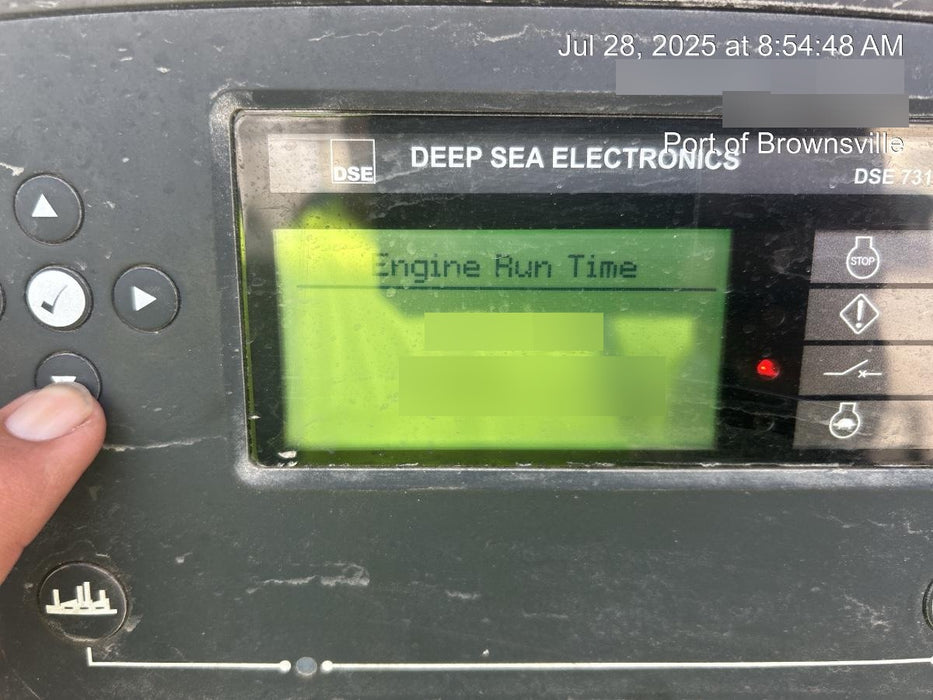 Jul 28, 2025 at 8:54:48 AM
Port of Brownsville
DSE
DEEP SEA ELECTRONICS
DSE 731
Engine Run Time
STOP